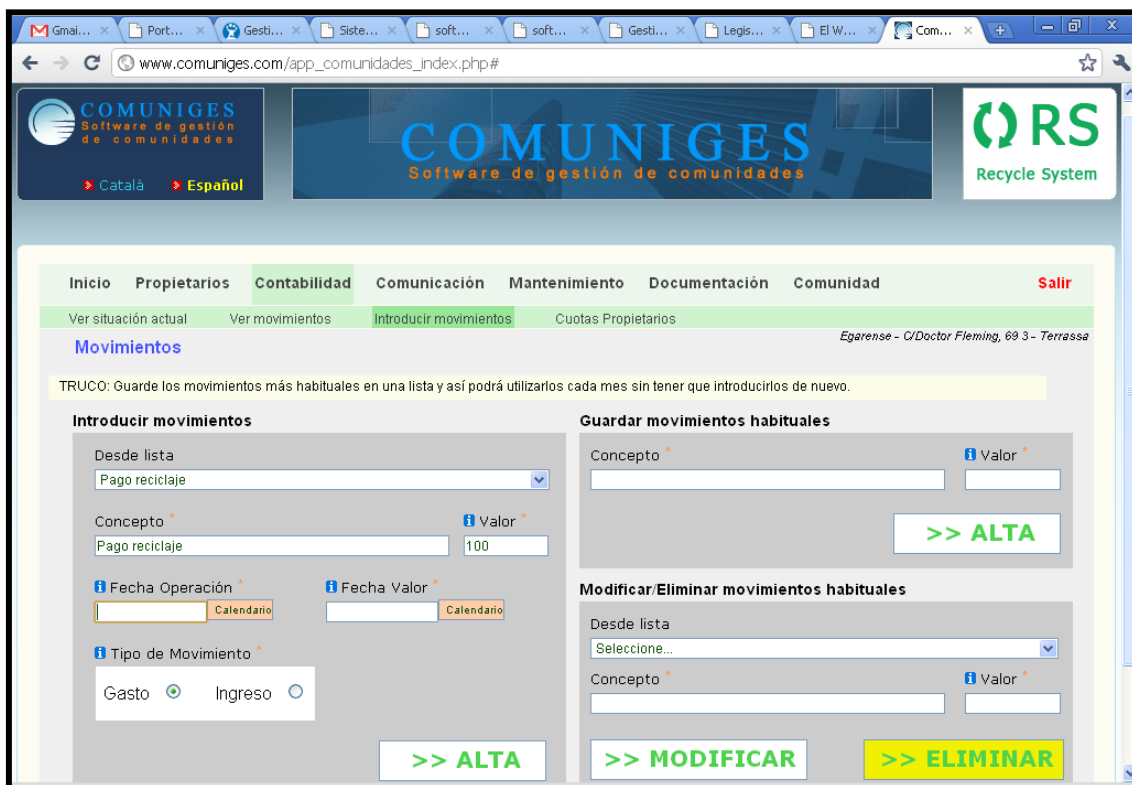 Gmai...
Port...
Gesti...
Siste...
soft...
soft...
Gesti...
Legis...
El W...
Com...
www.comuniges.com/app_comunidades_index.php#
COMUNIGES
Software de gestión
de comunidades
Català Español
COMUNIGES
Software de gestión de comunidades
RS
Recycle System
Inicio Propietarios Contabilidad Comunicación Mantenimiento Documentación Comunidad Salir
Ver situación actual Ver movimientos Introducir movimientos Cuotas Propietarios
Egarense - C/Doctor Fleming, 69 3 - Terrassa
Movimientos
TRUCO: Guarde los movimientos más habituales en una lista y así podrá utilizarlos cada mes sin tener que introducirlos de nuevo.
Introducir movimientos
Desde lista
Pago reciclaje
Concepto * Valor *
Pago reciclaje 100
Fecha Operación * Fecha Valor *
Calendario Calendario
Tipo de Movimiento *
Gasto Ingreso
>> ALTA
Guardar movimientos habituales
Concepto * Valor *
>> ALTA
Modificar/Eliminar movimientos habituales
Desde lista
Seleccione...
Concepto * Valor *
>> MODIFICAR >> ELIMINAR